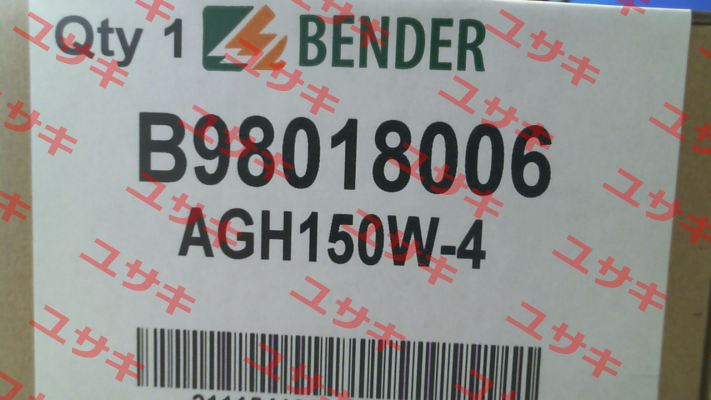 Qty 1 BENDER
B98018006
AGH150W-4
ユサキ